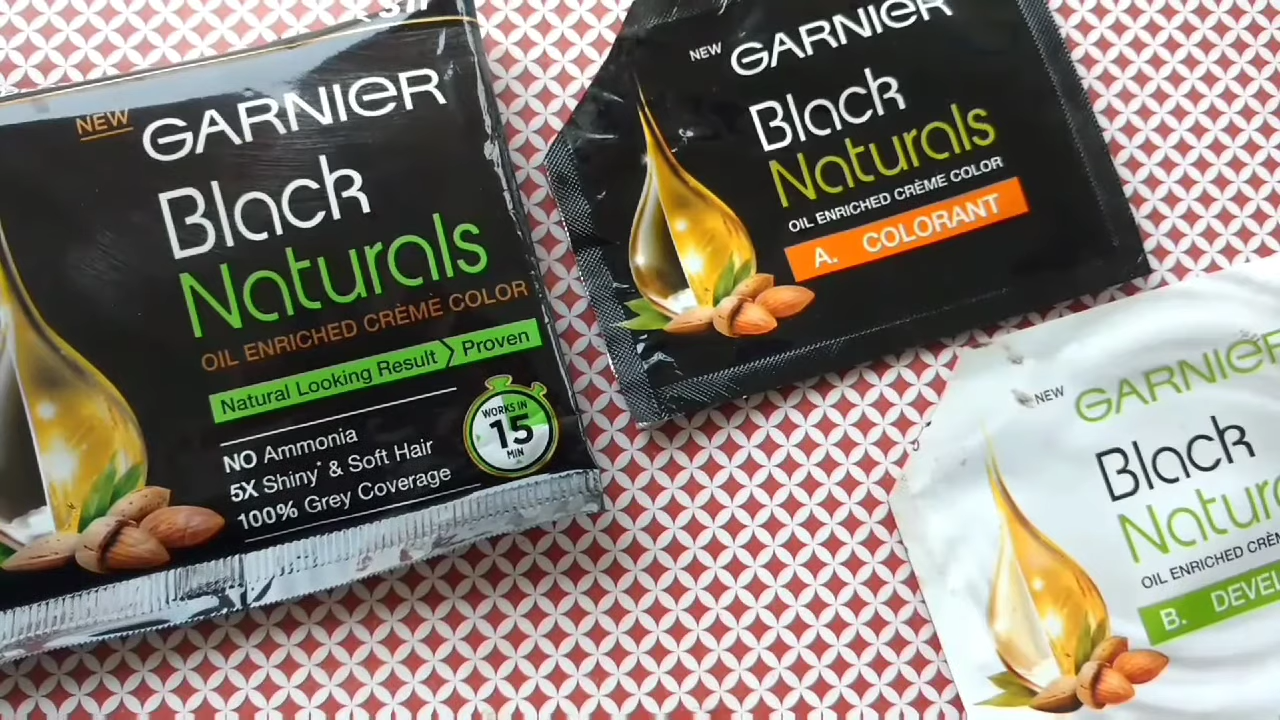 NEW GARNIER
Black
Naturals
OIL ENRICHED CRÈME COLOR
Natural Looking Result Proven
NO Ammonia
5X Shiny* & Soft Hair
100% Grey Coverage
WORKS IN
15
MIN
NEW GARNIER
Black
Naturals
OIL ENRICHED CRÈME COLOR
A. COLORANT
NEW GARNIER
Black
Natur
OIL ENRICHED
B. DEVEL